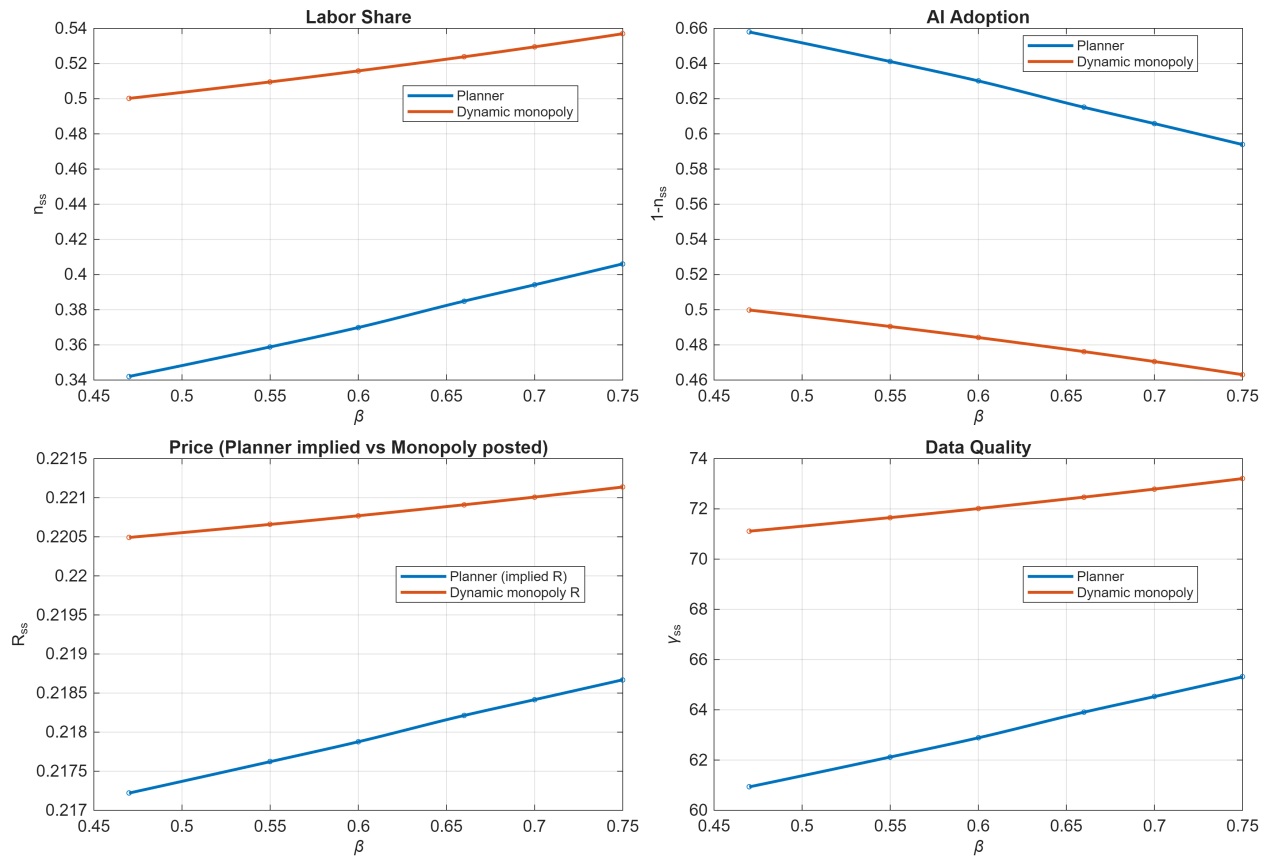 Labor Share
0.54
0.52
0.5
0.48
0.46
0.44
0.42
0.4
0.38
0.36
0.34
n_ss
Planner
Dynamic monopoly
0.45 0.5 0.55 0.6 0.65 0.7 0.75
β
AI Adoption
0.66
0.64
0.62
0.6
0.58
0.56
0.54
0.52
0.5
0.48
0.46
1-n_ss
Planner
Dynamic monopoly
0.45 0.5 0.55 0.6 0.65 0.7 0.75
β
Price (Planner implied vs Monopoly posted)
0.2215
0.221
0.2205
0.22
0.2195
0.219
0.2185
0.218
0.2175
0.217
R_ss
Planner (implied R)
Dynamic monopoly R
0.45 0.5 0.55 0.6 0.65 0.7 0.75
β
Data Quality
74
72
70
68
66
64
62
60
γ_ss
Planner
Dynamic monopoly
0.45 0.5 0.55 0.6 0.65 0.7 0.75
β